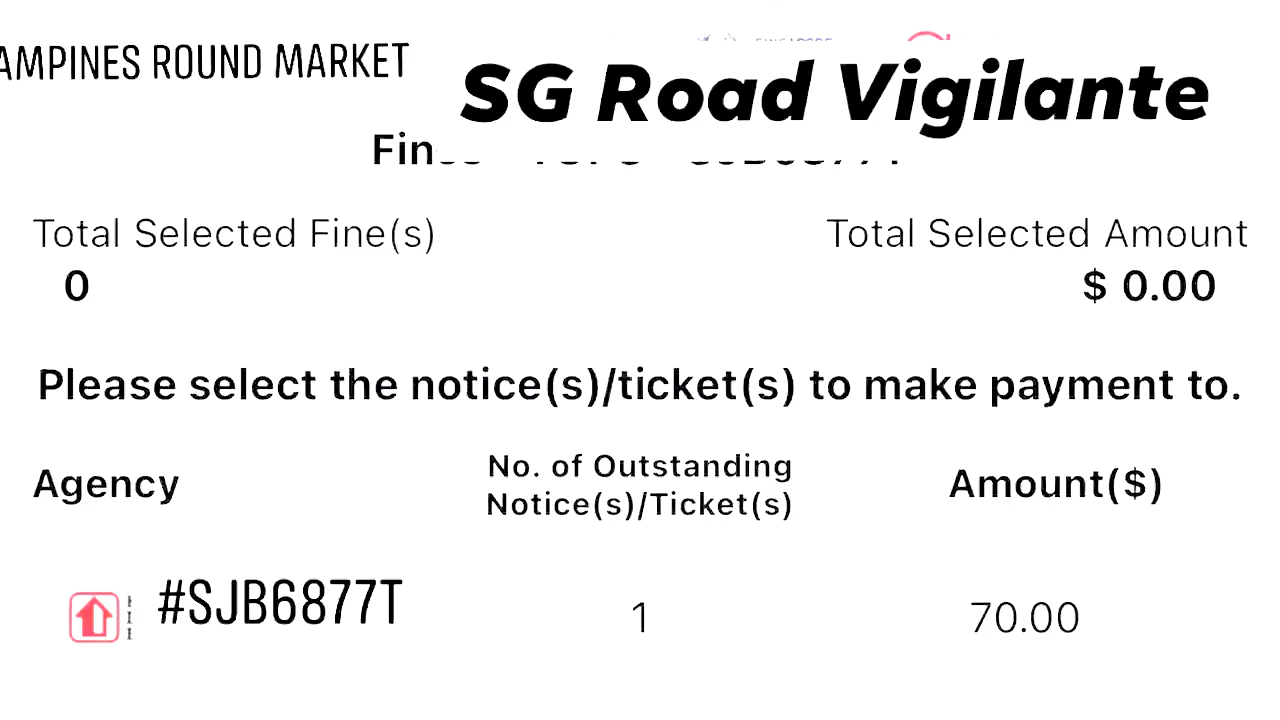 AMPINES ROUND MARKET
SG Road Vigilante
Total Selected Fine(s)
Total Selected Amount
0
$ 0.00
Please select the notice(s)/ticket(s) to make payment to.
Agency
No. of Outstanding
Notice(s)/Ticket(s)
Amount($)
#SJB6877T
1
70.00